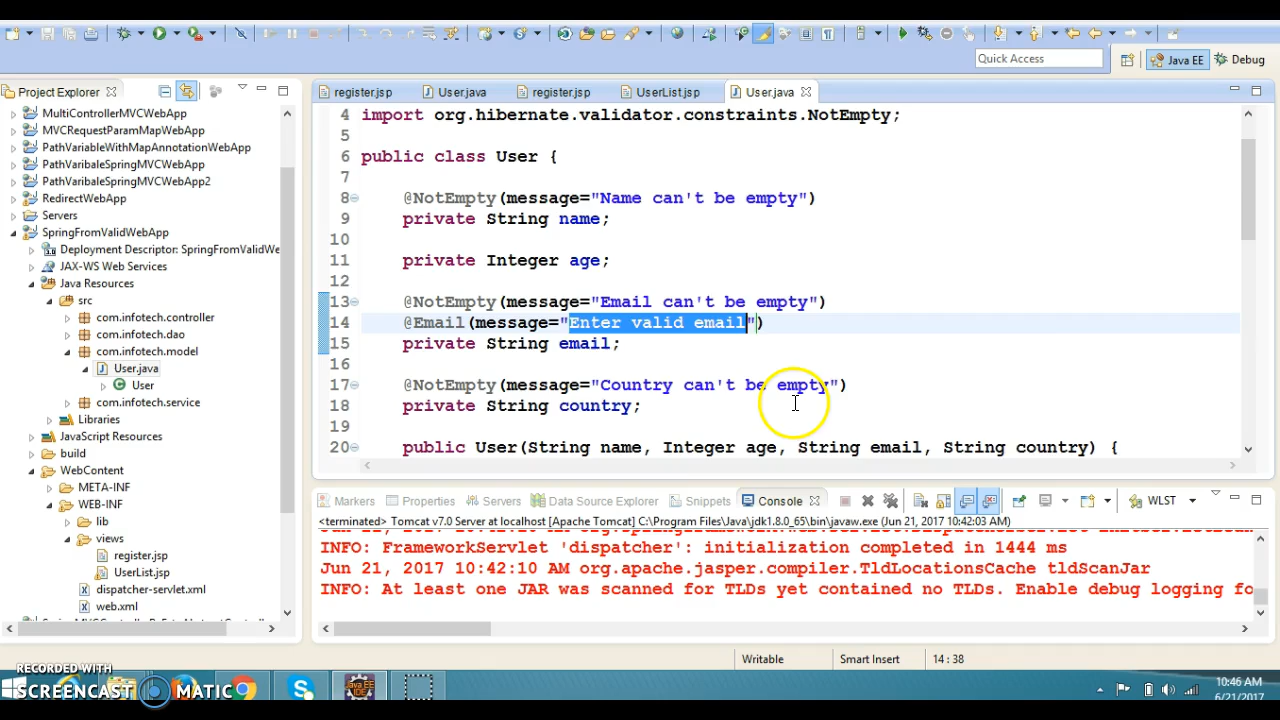 Quick Access
Java EE
Debug
Project Explorer
MultiControllerMVCWebApp
MVCRequestParamMapWebApp
PathVariableWithMapAnnotationWebApp
PathVaribaleSpringMVCWebApp
PathVaribaleSpringMVCWebApp2
RedirectWebApp
Servers
SpringFromValidWebApp
Deployment Descriptor: SpringFromValidWe
JAX-WS Web Services
Java Resources
src
com.infotech.controller
com.infotech.dao
com.infotech.model
User.java
User
com.infotech.service
Libraries
JavaScript Resources
build
WebContent
META-INF
WEB-INF
lib
views
register.jsp
UserList.jsp
dispatcher-servlet.xml
web.xml
register.jsp User.java register.jsp UserList.jsp User.java
4 import org.hibernate.validator.constraints.NotEmpty;
5
6 public class User {
7
8 @NotEmpty(message="Name can't be empty")
9 private String name;
10
11 private Integer age;
12
13 @NotEmpty(message="Email can't be empty")
14 @Email(message="Enter valid email")
15 private String email;
16
17 @NotEmpty(message="Country can't be empty")
18 private String country;
19
20 public User(String name, Integer age, String email, String country) {
Markers Properties Servers Data Source Explorer Snippets Console WLST
<terminated> Tomcat v7.0 Server at localhost [Apache Tomcat] C:\Program Files\Java\jdk1.8.0_65\bin\javaw.exe (Jun 21, 2017 10:42:03 AM)
INFO: FrameworkServlet 'dispatcher': initialization completed in 1444 ms
Jun 21, 2017 10:42:10 AM org.apache.jasper.compiler.TldLocationsCache tldScanJar
INFO: At least one JAR was scanned for TLDs yet contained no TLDs. Enable debug logging fo
Writable Smart Insert 14 : 38
RECORDED WITH
SCREENCAST MATIC
10:46 AM
6/21/2017